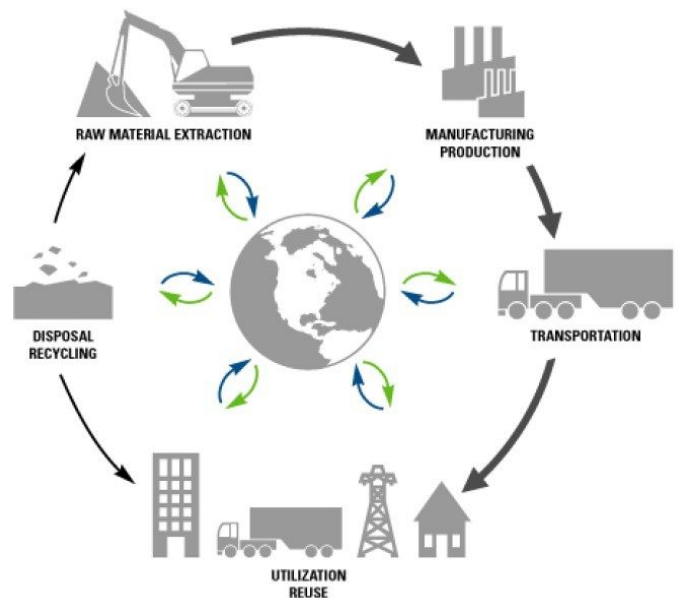 RAW MATERIAL EXTRACTION
MANUFACTURING
PRODUCTION
TRANSPORTATION
DISPOSAL
RECYCLING
UTILIZATION
REUSE